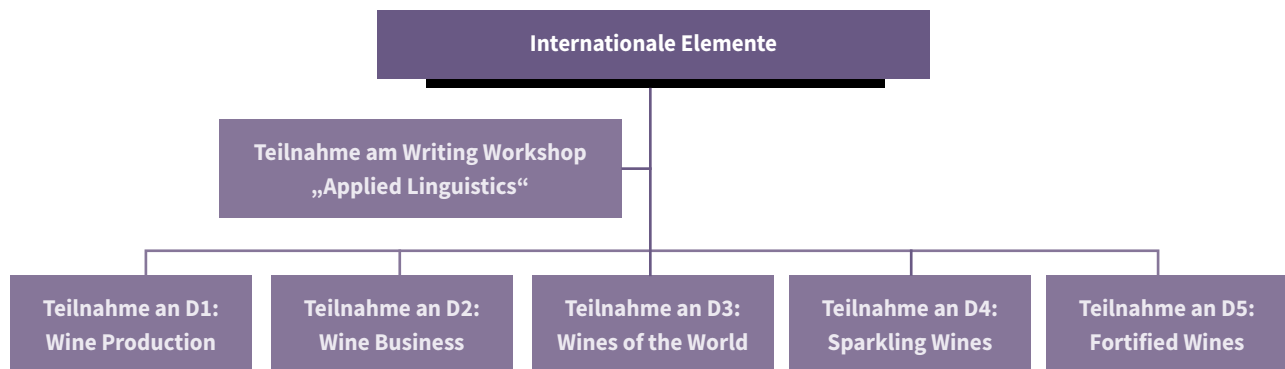 Internationale Elemente
Teilnahme am Writing Workshop
„Applied Linguistics“
Teilnahme an D1:
Wine Production
Teilnahme an D2:
Wine Business
Teilnahme an D3:
Wines of the World
Teilnahme an D4:
Sparkling Wines
Teilnahme an D5:
Fortified Wines